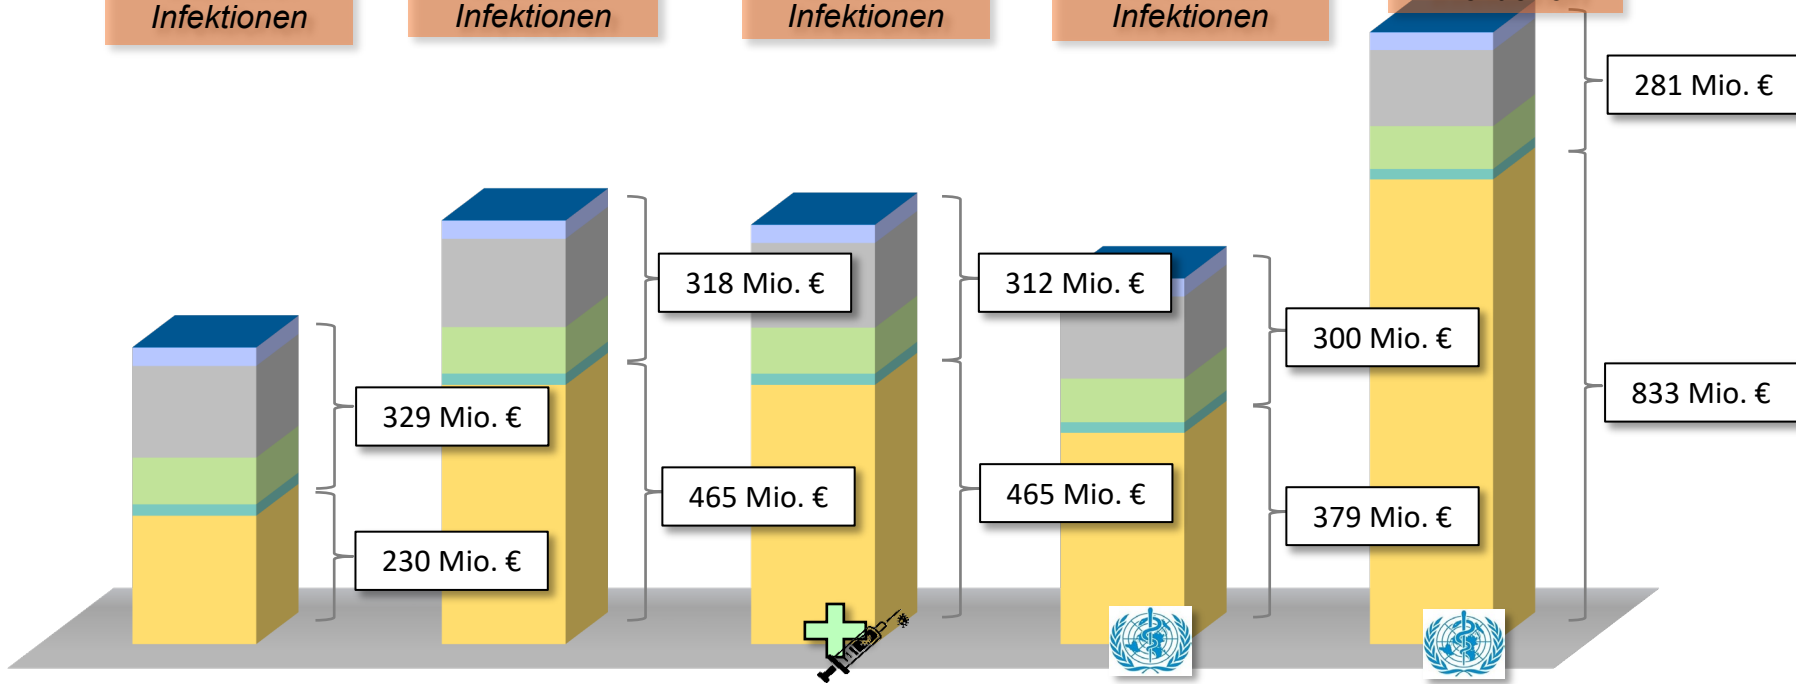 Infektionen
Infektionen
Infektionen
Infektionen
281 Mio. €
318 Mio. €
312 Mio. €
300 Mio. €
833 Mio. €
329 Mio. €
465 Mio. €
465 Mio. €
379 Mio. €
230 Mio. €